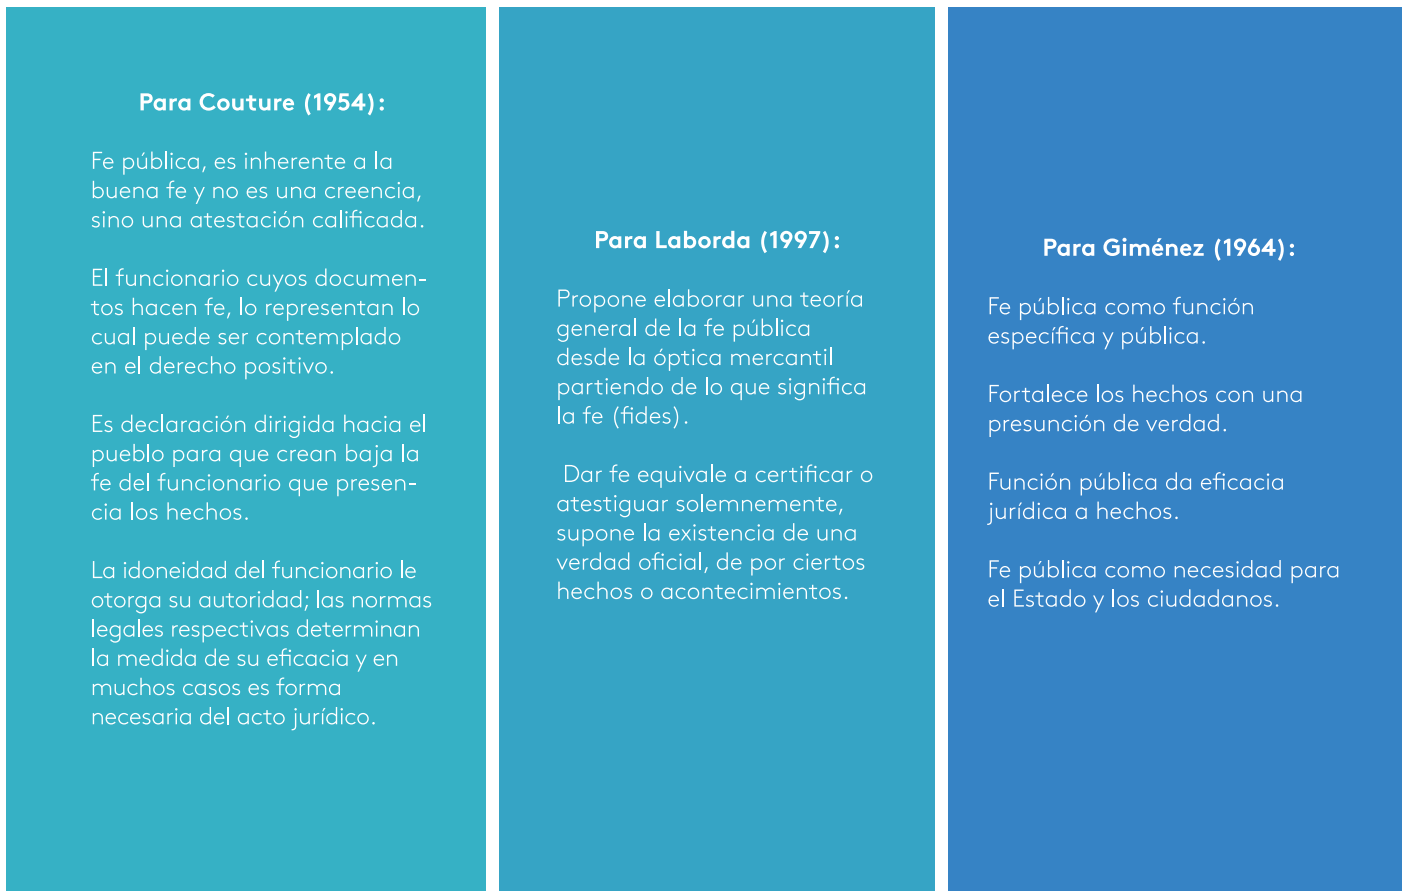 Para Couture (1954):
Fe pública, es inherente a la
buena fe y no es una creencia,
sino una atestación calificada.
El funcionario cuyos documen-
tos hacen fe, lo representan lo
cual puede ser contemplado
en el derecho positivo.
Es declaración dirigida hacia el
pueblo para que crean baja la
fe del funcionario que presen-
cia los hechos.
La idoneidad del funcionario le
otorga su autoridad; las normas
legales respectivas determinan
la medida de su eficacia y en
muchos casos es forma
necesaria del acto jurídico.
Para Laborda (1997):
Propone elaborar una teoría
general de la fe pública
desde la óptica mercantil
partiendo de lo que significa
la fe (fides).
Dar fe equivale a certificar o
atestiguar solemnemente,
supone la existencia de una
verdad oficial, de por ciertos
hechos o acontecimientos.
Para Giménez (1964):
Fe pública como función
específica y pública.
Fortalece los hechos con una
presunción de verdad.
Función pública da eficacia
jurídica a hechos.
Fe pública como necesidad para
el Estado y los ciudadanos.